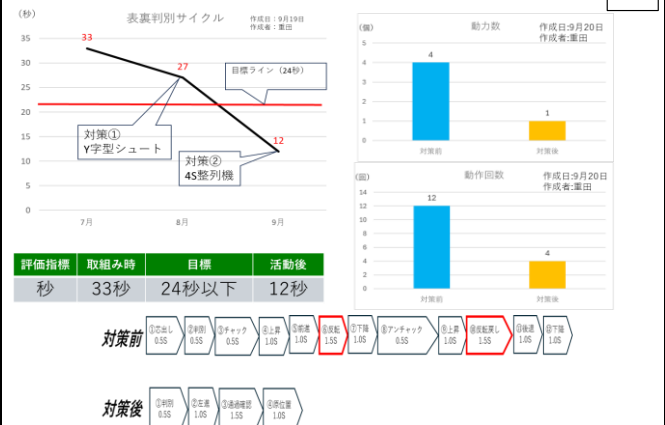 (秒)
表裏判別サイクル
作成日：9月19日
作成者：重田
35
30
25
20
15
10
5
0
33
27
12
目標ライン（24秒）
対策①
Y字型シュート
対策②
4S整列機
7月
8月
9月
(個)
動力数
作成日:9月20日
作成者:重田
5
4
3
2
1
0
4
1
対策前
対策後
(回)
動作回数
作成日:9月20日
作成者:重田
14
12
10
8
6
4
2
0
12
4
対策前
対策後
評価指標 取組み時 目標 活動後
秒 33秒 24秒以下 12秒
対策前
①芯出し
0.5S
②判別
0.5S
③チャック
0.5S
④上昇
1.0S
⑤前進
1.0S
⑥反転
1.5S
⑦下降
1.0S
⑧アンチャック
0.5S
⑨上昇
1.0S
⑩反転戻し
1.5S
⑪後退
1.0S
⑫下降
1.0S
対策後
①判別
0.5S
②左進
1.0S
③通過確認
1.5S
④原位置
1.0S